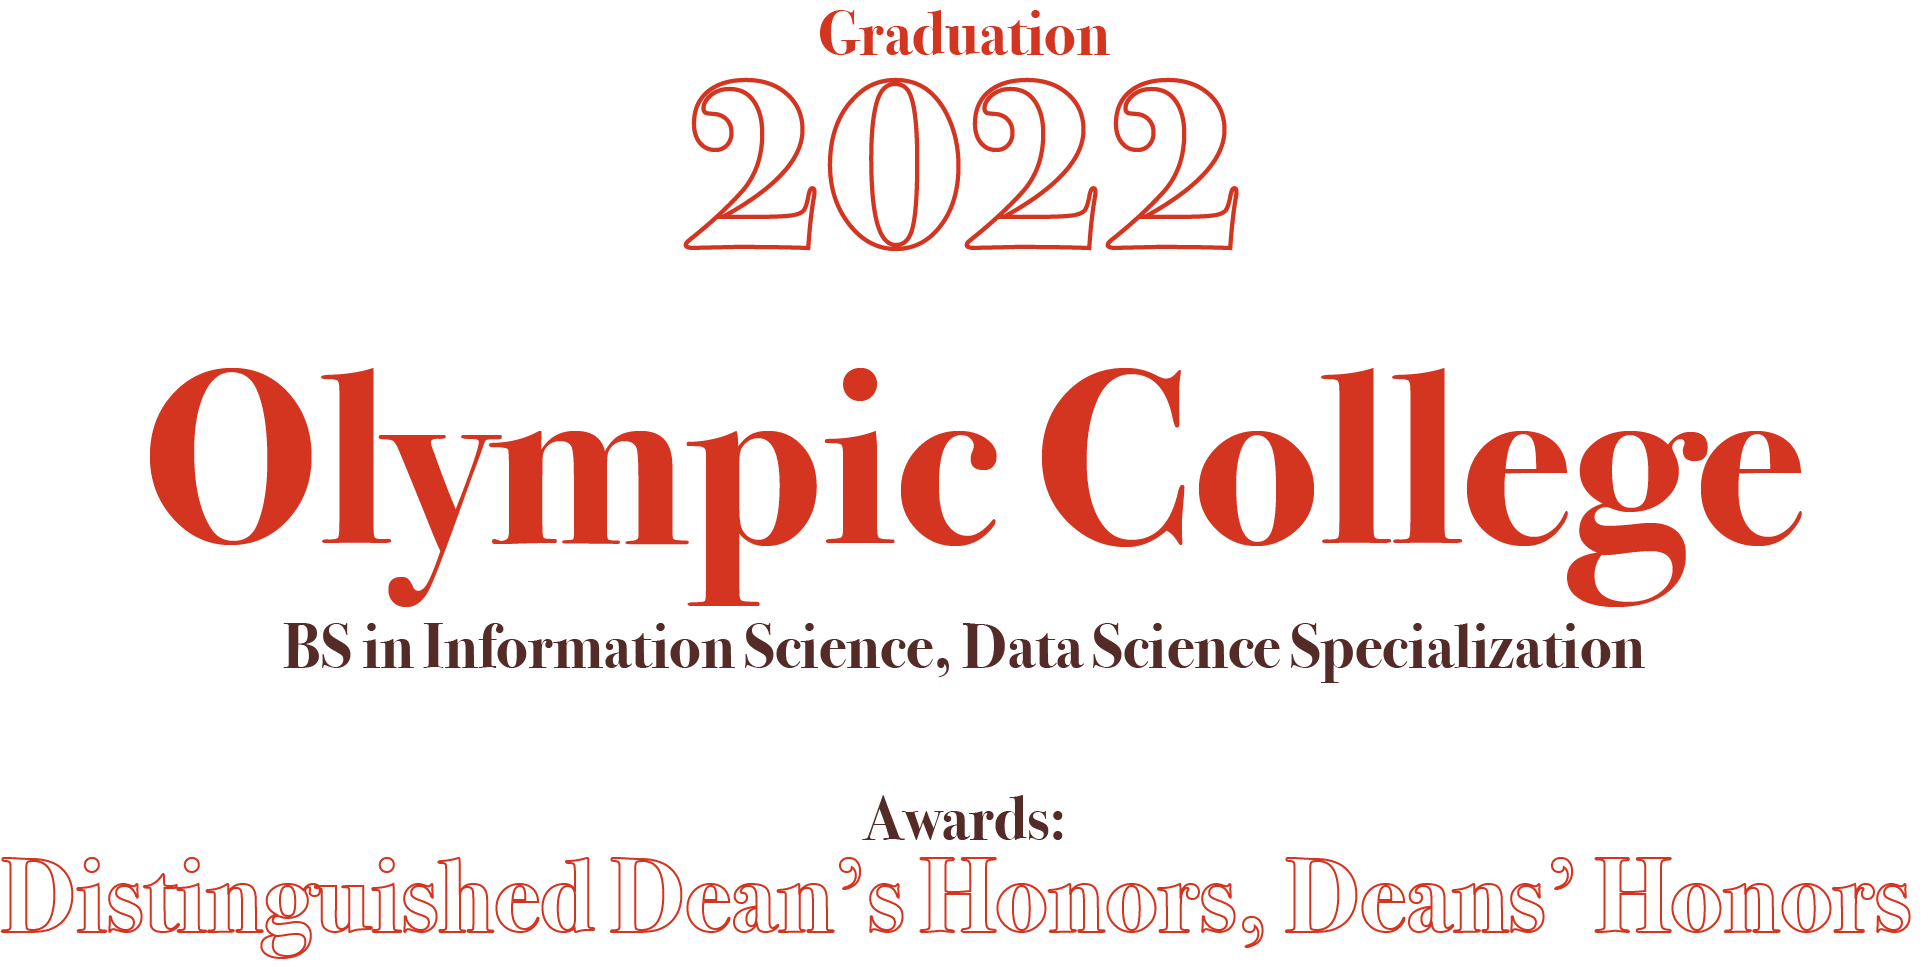 Graduation
2022
Olympic College
BS in Information Science, Data Science Specialization
Awards:
Distinguished Dean’s Honors, Deans’ Honors